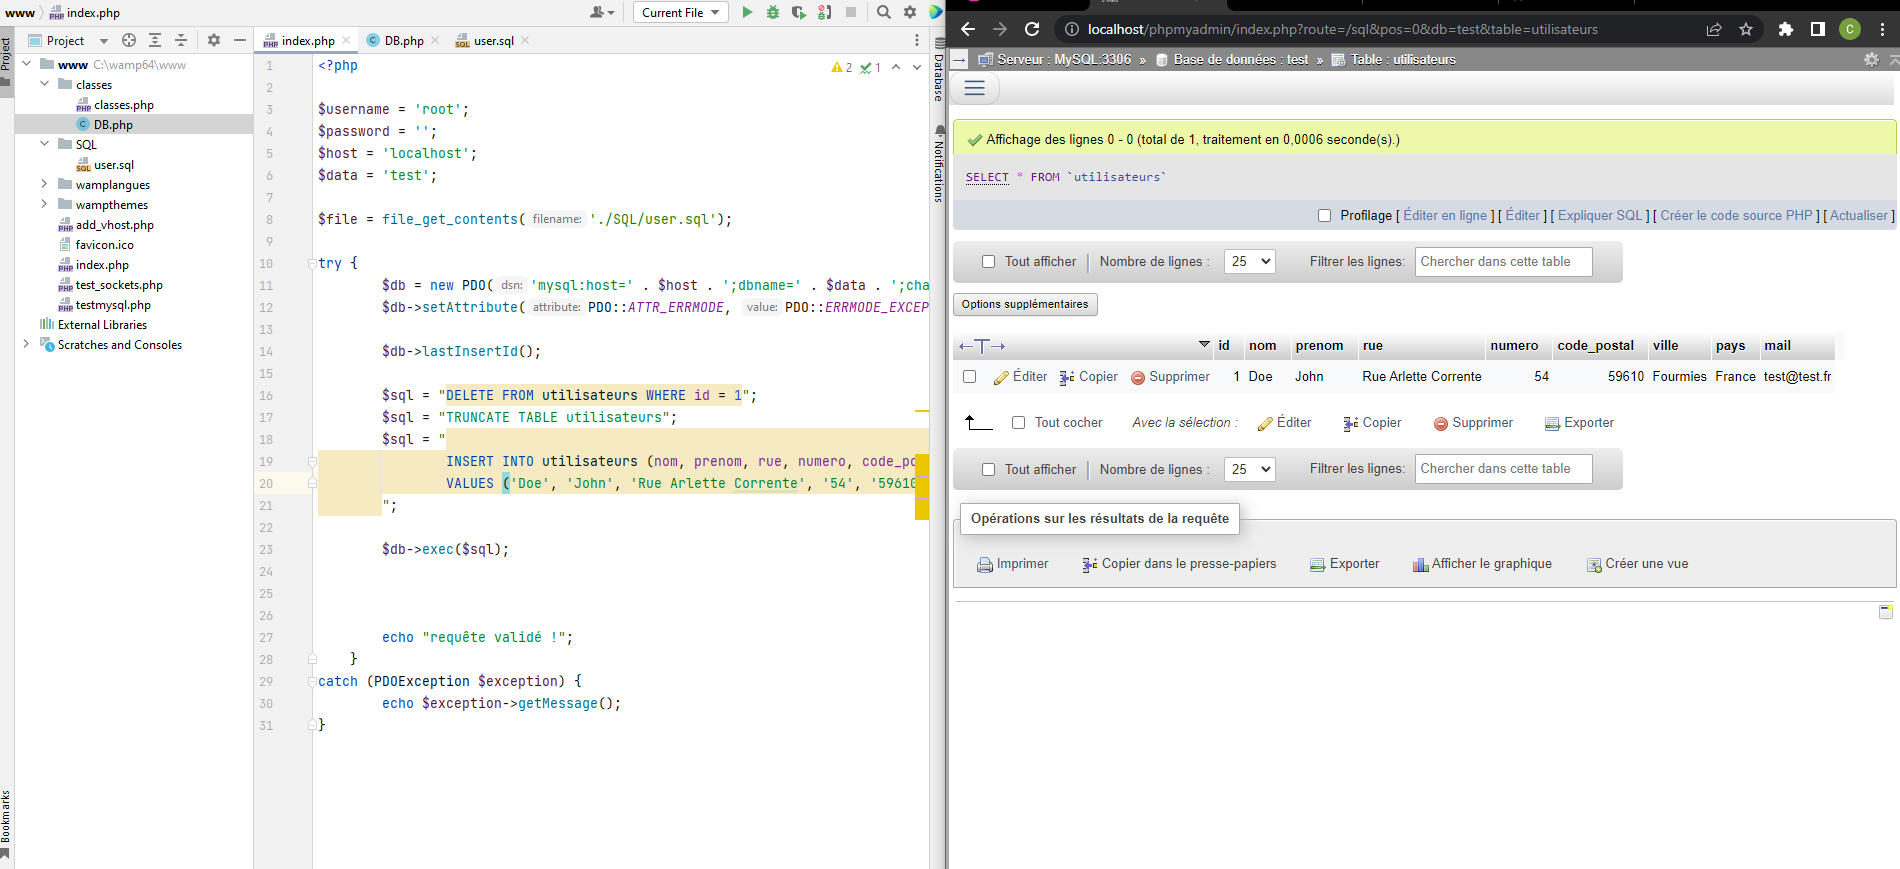 www index.php
Current File
Project
www C:\wamp64\www
classes
classes.php
DB.php
SQL
user.sql
wamplangues
wampthemes
add_vhost.php
favicon.ico
index.php
test_sockets.php
testmysql.php
External Libraries
Scratches and Consoles
Project
Bookmarks
index.php DB.php user.sql
2 1
1 <?php
2
3 $username = 'root';
4 $password = '';
5 $host = 'localhost';
6 $data = 'test';
7
8 $file = file_get_contents( filename: './SQL/user.sql');
9
10 try {
11 $db = new PDO( dsn: 'mysql:host=' . $host . ';dbname=' . $data . ';cha
12 $db->setAttribute( attribute: PDO::ATTR_ERRMODE, value: PDO::ERRMODE_EXCEP
13
14 $db->lastInsertId();
15
16 $sql = "DELETE FROM utilisateurs WHERE id = 1";
17 $sql = "TRUNCATE TABLE utilisateurs";
18 $sql = "
19 INSERT INTO utilisateurs (nom, prenom, rue, numero, code_po
20 VALUES ('Doe', 'John', 'Rue Arlette Corrente', '54', '59610
21 ";
22
23 $db->exec($sql);
24
25
26
27 echo "requête validé !";
28 }
29 catch (PDOException $exception) {
30 echo $exception->getMessage();
31 }
Database
Notifications
localhost/phpmyadmin/index.php?route=/sql&pos=0&db=test&table=utilisateurs
C
Serveur : MySQL:3306 » Base de données : test » Table : utilisateurs
Affichage des lignes 0 - 0 (total de 1, traitement en 0,0006 seconde(s).)
SELECT * FROM `utilisateurs`
Profilage [ Éditer en ligne ] [ Éditer ] [ Expliquer SQL ] [ Créer le code source PHP ] [ Actualiser ]
Tout afficher Nombre de lignes : 25 Filtrer les lignes: Chercher dans cette table
Options supplémentaires
←T→ id nom prenom rue numero code_postal ville pays mail
Éditer Copier Supprimer 1 Doe John Rue Arlette Corrente 54 59610 Fourmies France test@test.fr
Tout cocher Avec la sélection : Éditer Copier Supprimer Exporter
Tout afficher Nombre de lignes : 25 Filtrer les lignes: Chercher dans cette table
Opérations sur les résultats de la requête
Imprimer Copier dans le presse-papiers Exporter Afficher le graphique Créer une vue